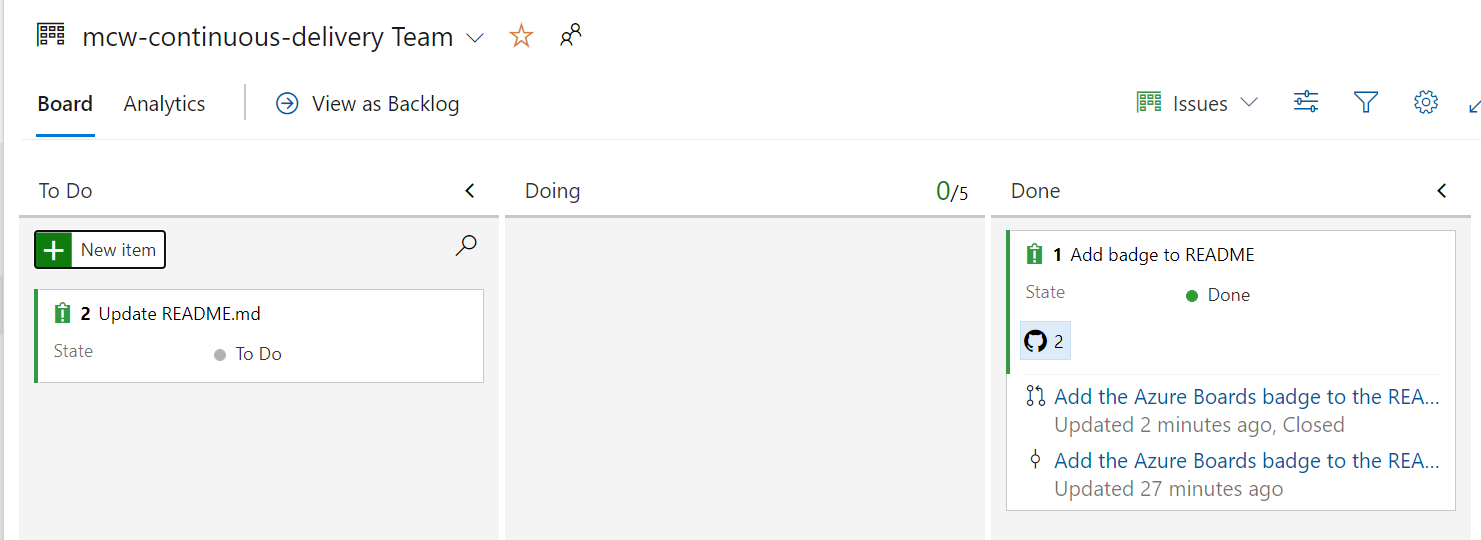 mcw-continuous-delivery Team
Board Analytics View as Backlog Issues
To Do
Doing 0/5
Done
New item
2 Update README.md
State To Do
1 Add badge to README
State Done
2
Add the Azure Boards badge to the REA...
Updated 2 minutes ago, Closed
Add the Azure Boards badge to the REA...
Updated 27 minutes ago